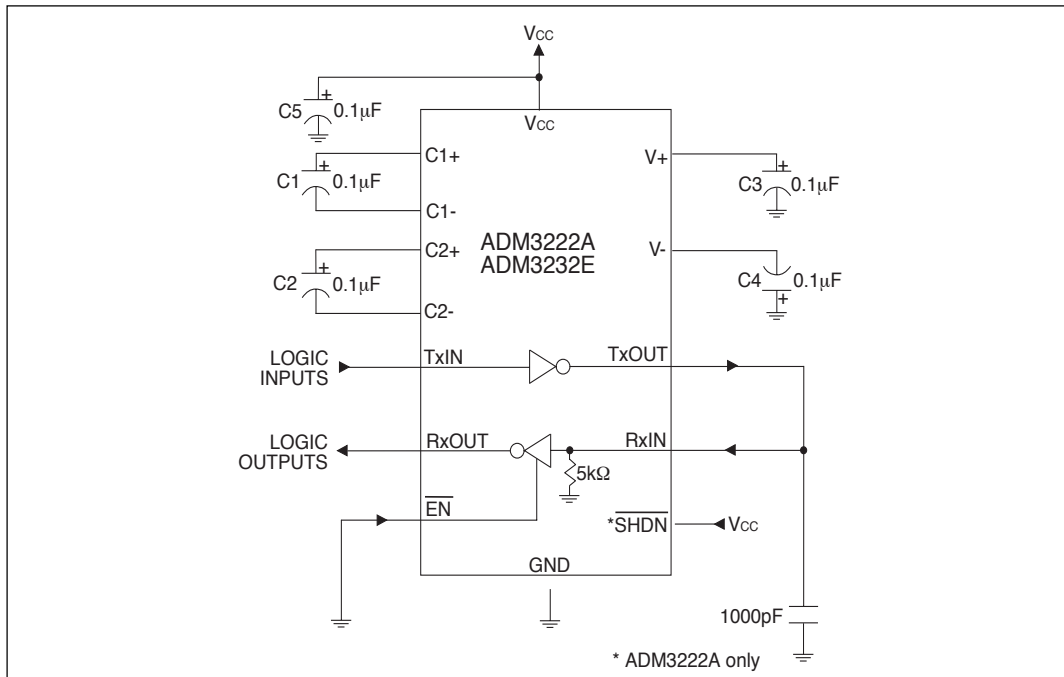 VCC
C5
+
0.1µF
VCC
C1+
V+
C1
+
0.1µF
C3
+
0.1µF
C1-
ADM3222A
ADM3232E
C2+
V-
C2
+
0.1µF
C4
0.1µF
+
C2-
LOGIC
INPUTS
TxIN
TxOUT
LOGIC
OUTPUTS
RxOUT
RxIN
5kΩ
EN
*SHDN
VCC
GND
1000pF
* ADM3222A only